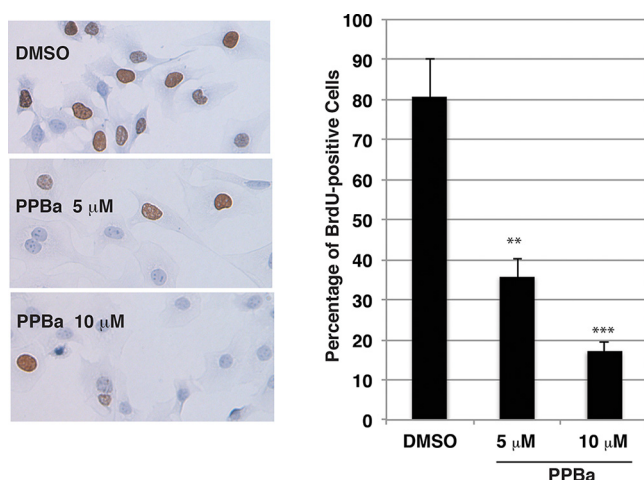 DMSO
PPBa 5 µM
PPBa 10 µM
Percentage of BrdU-positive Cells
100
90
80
70
60
50
40
30
20
10
0
**
***
DMSO
5 µM
10 µM
PPBa